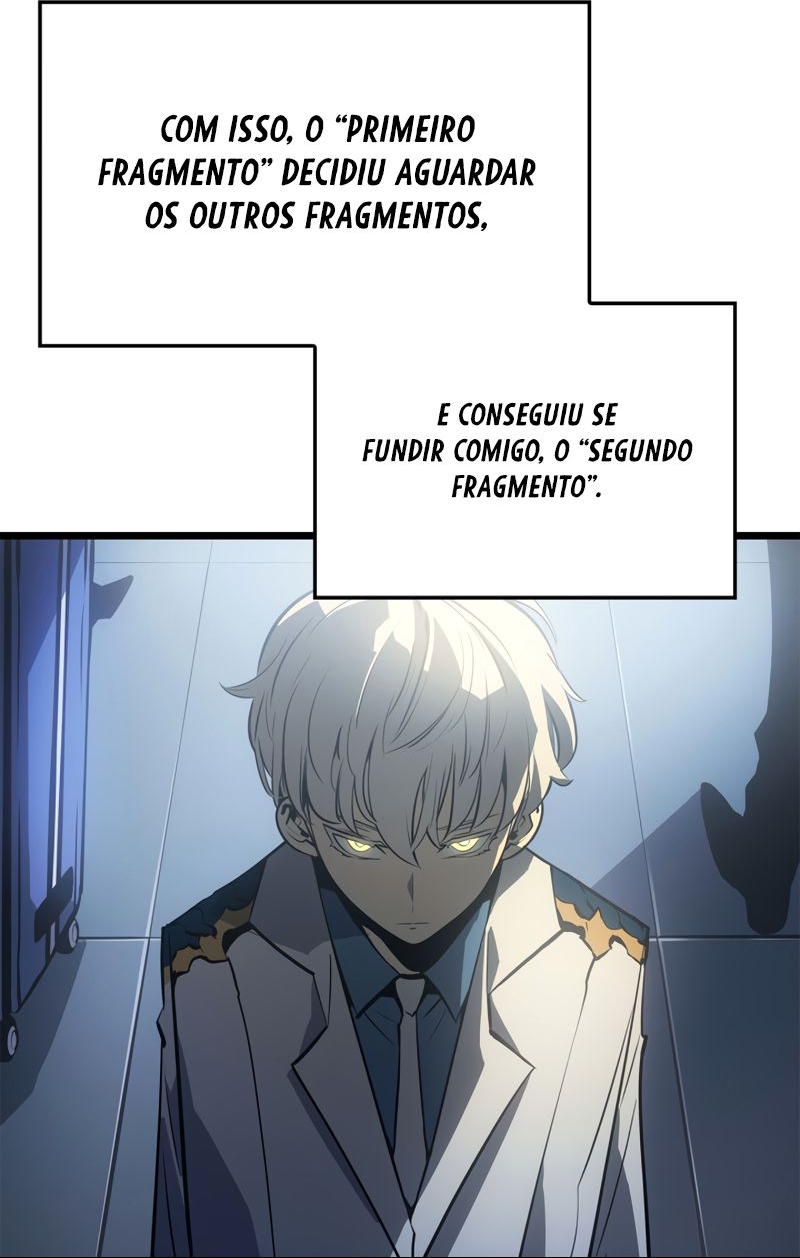 COM ISSO, O “PRIMEIRO
FRAGMENTO” DECIDIU AGUARDAR
OS OUTROS FRAGMENTOS,
E CONSEGUIU SE
FUNDIR COMIGO, O “SEGUNDO
FRAGMENTO”.